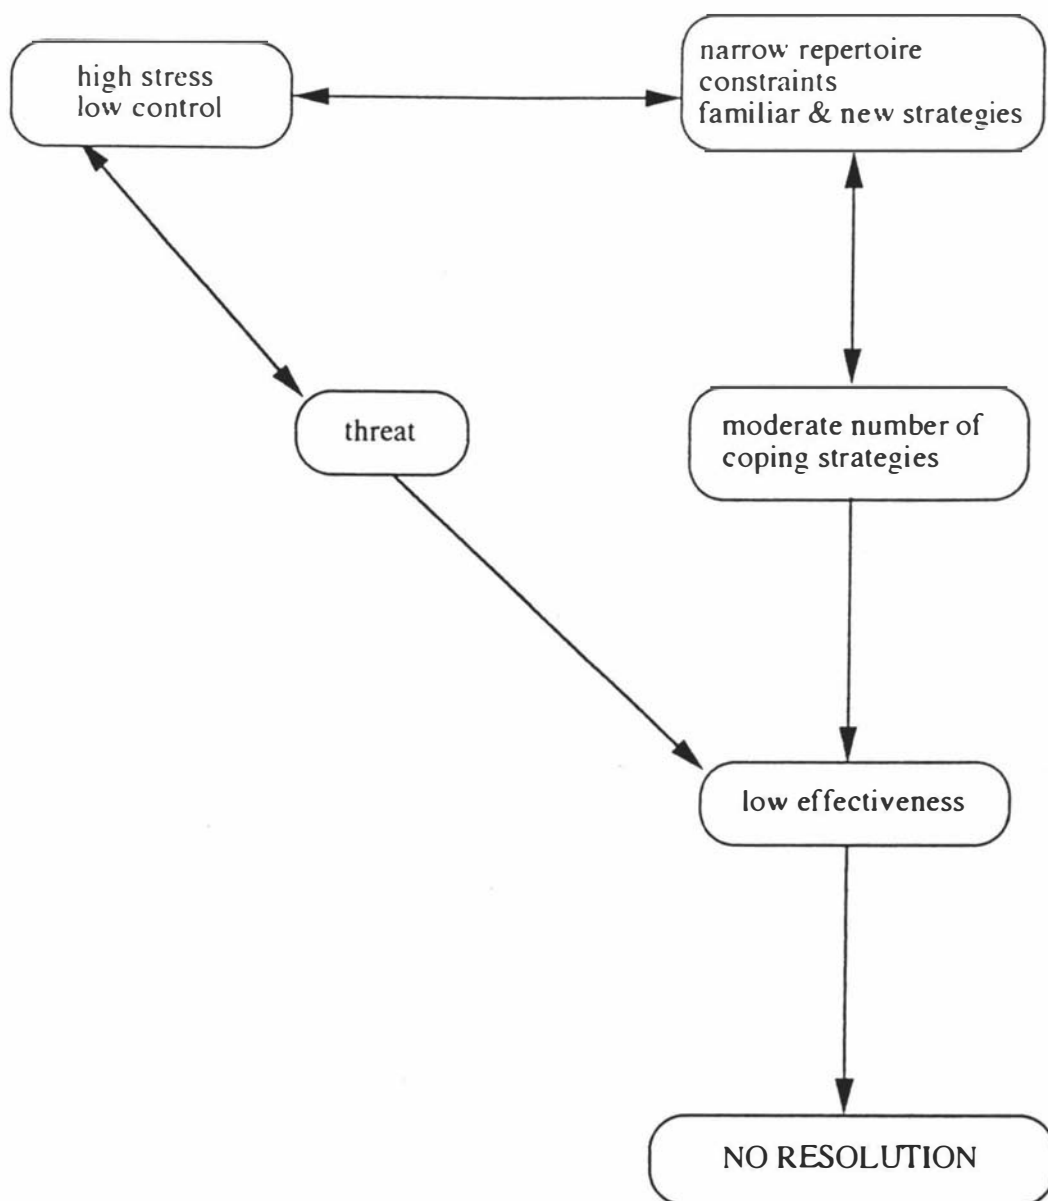 high stress
low control
narrow repertoire
constraints
familiar & new strategies
threat
moderate number of
coping strategies
low effectiveness
NO RESOLUTION